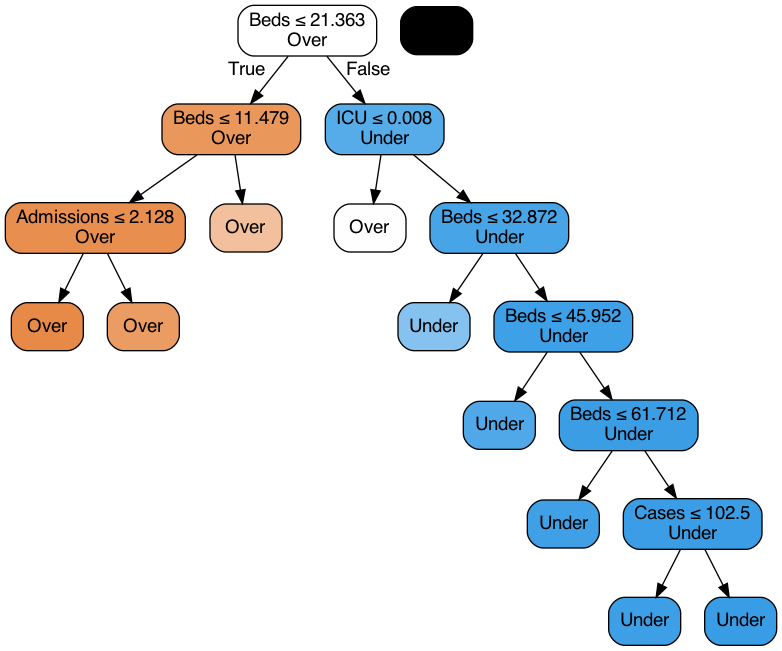 Beds ≤ 21.363
Over
True
False
Beds ≤ 11.479
Over
ICU ≤ 0.008
Under
Admissions ≤ 2.128
Over
Over
Over
Beds ≤ 32.872
Under
Over
Over
Under
Beds ≤ 45.952
Under
Under
Beds ≤ 61.712
Under
Under
Cases ≤ 102.5
Under
Under
Under